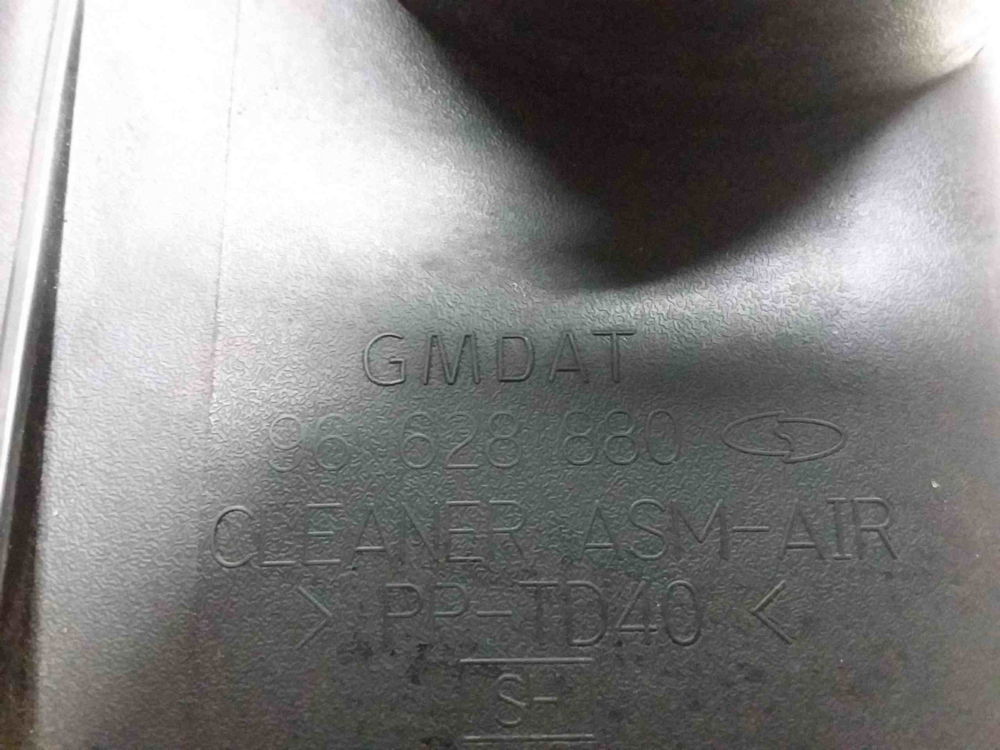 GMDAT
96 628 880
CLEANER ASM-AIR
> PP-TD40 <